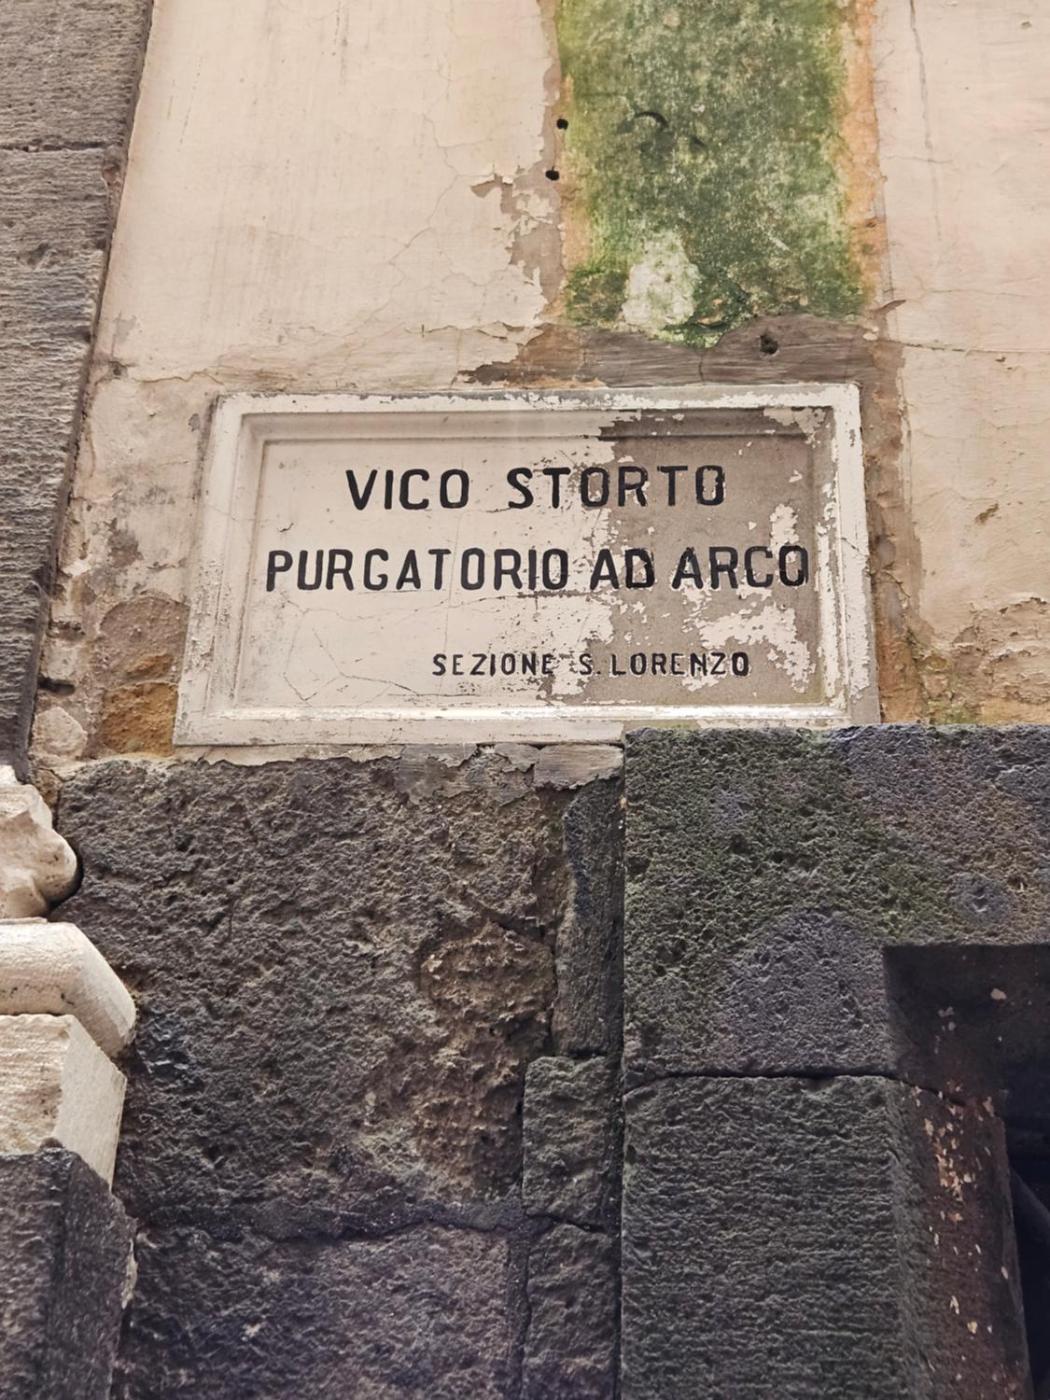 VICO STORTO
PURGATORIO AD ARCO
SEZIONE S. LORENZO